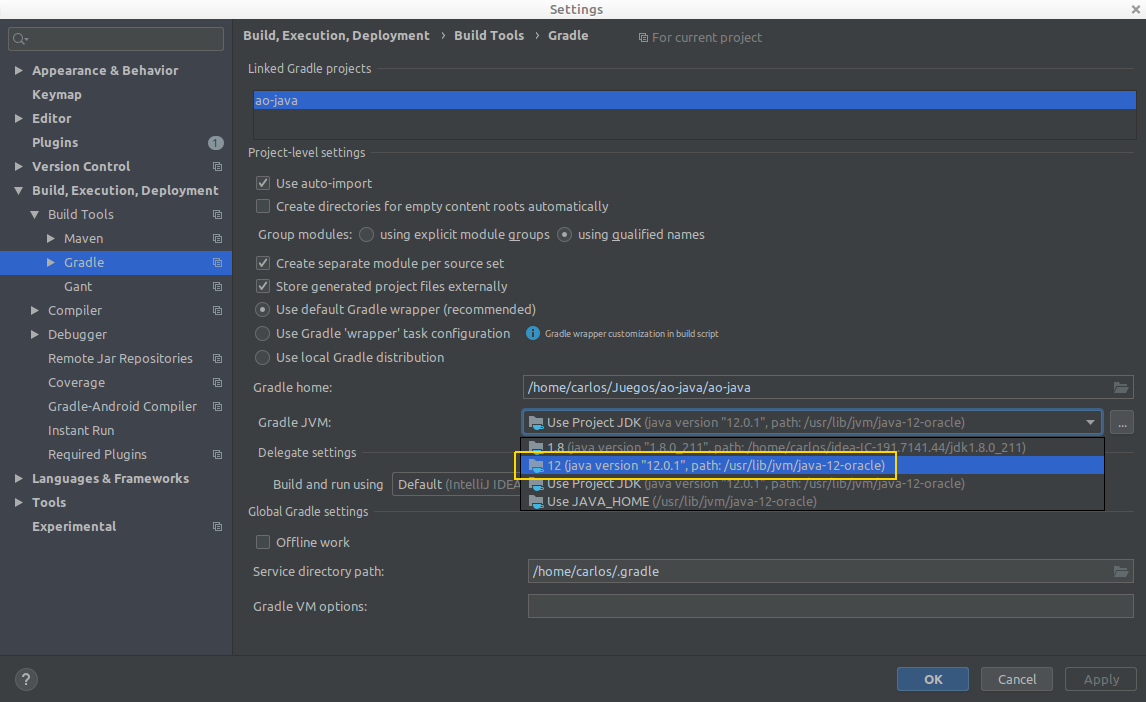 Settings
Build, Execution, Deployment › Build Tools › Gradle For current project
Appearance & Behavior
Keymap
Editor
Plugins 1
Version Control
Build, Execution, Deployment
Build Tools
Maven
Gradle
Gant
Compiler
Debugger
Remote Jar Repositories
Coverage
Gradle-Android Compiler
Instant Run
Required Plugins
Languages & Frameworks
Tools
Experimental
Linked Gradle projects
ao-java
Project-level settings
Use auto-import
Create directories for empty content roots automatically
Group modules: using explicit module groups using qualified names
Create separate module per source set
Store generated project files externally
Use default Gradle wrapper (recommended)
Use Gradle 'wrapper' task configuration Gradle wrapper customization in build script
Use local Gradle distribution
Gradle home: /home/carlos/Juegos/ao-java/ao-java
Gradle JVM: Use Project JDK (java version "12.0.1", path: /usr/lib/jvm/java-12-oracle) ...
1.8 (java version "1.8.0_211", path: /home/carlos/idea-IC-191.7141.44/jdk1.8.0_211)
Delegate settings
12 (java version "12.0.1", path: /usr/lib/jvm/java-12-oracle)
Build and run using Default (IntelliJ IDEA
Use Project JDK (java version "12.0.1", path: /usr/lib/jvm/java-12-oracle)
Use JAVA_HOME (/usr/lib/jvm/java-12-oracle)
Global Gradle settings
Offline work
Service directory path: /home/carlos/.gradle
Gradle VM options:
?
OK Cancel Apply